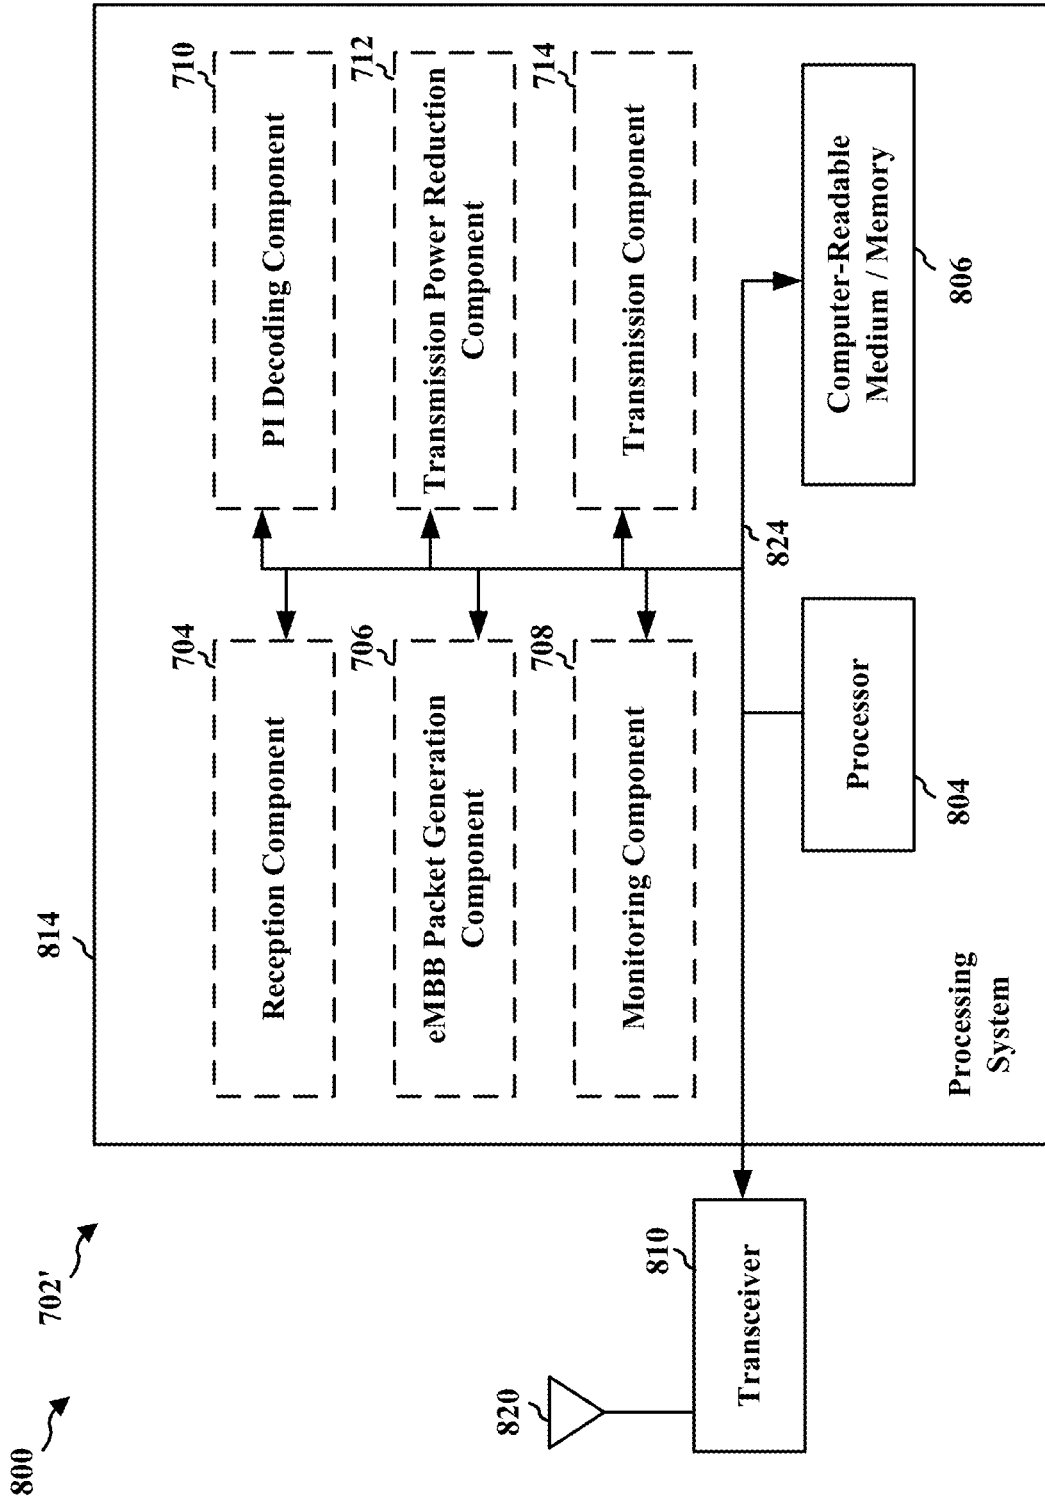 800
702'
814
704
Reception Component
710
PI Decoding Component
706
eMBB Packet Generation
Component
712
Transmission Power Reduction
Component
708
Monitoring Component
714
Transmission Component
824
820
810
Transceiver
Processor
804
Computer-Readable
Medium / Memory
806
Processing
System